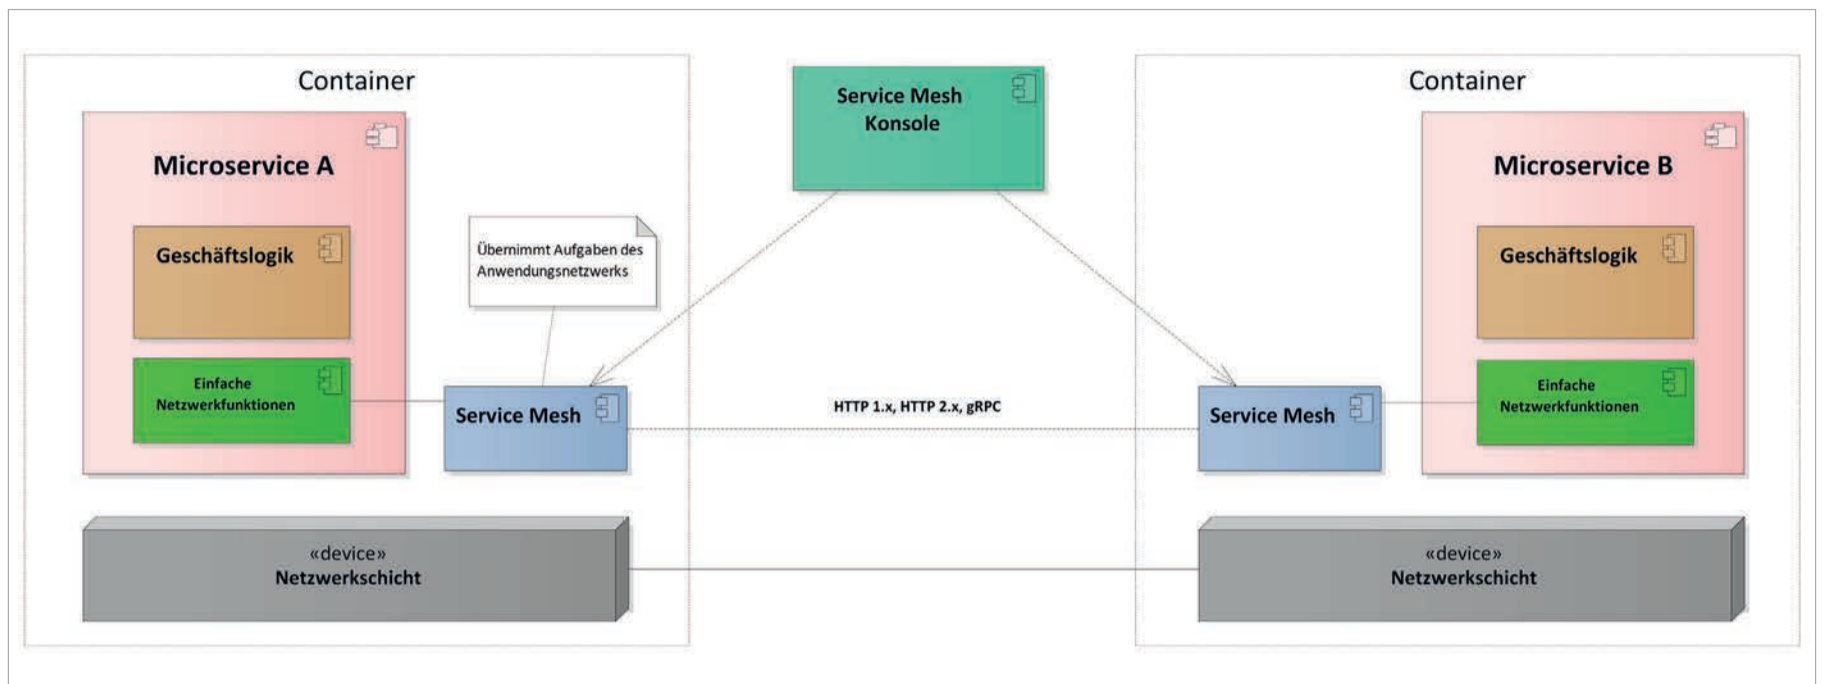 Container
Microservice A
Geschäftslogik
Einfache
Netzwerkfunktionen
Übernimmt Aufgaben des
Anwendungsnetzwerks
Service Mesh
«device»
Netzwerkschicht
Service Mesh
Konsole
HTTP 1.x, HTTP 2.x, gRPC
Container
Microservice B
Geschäftslogik
Einfache
Netzwerkfunktionen
Service Mesh
«device»
Netzwerkschicht